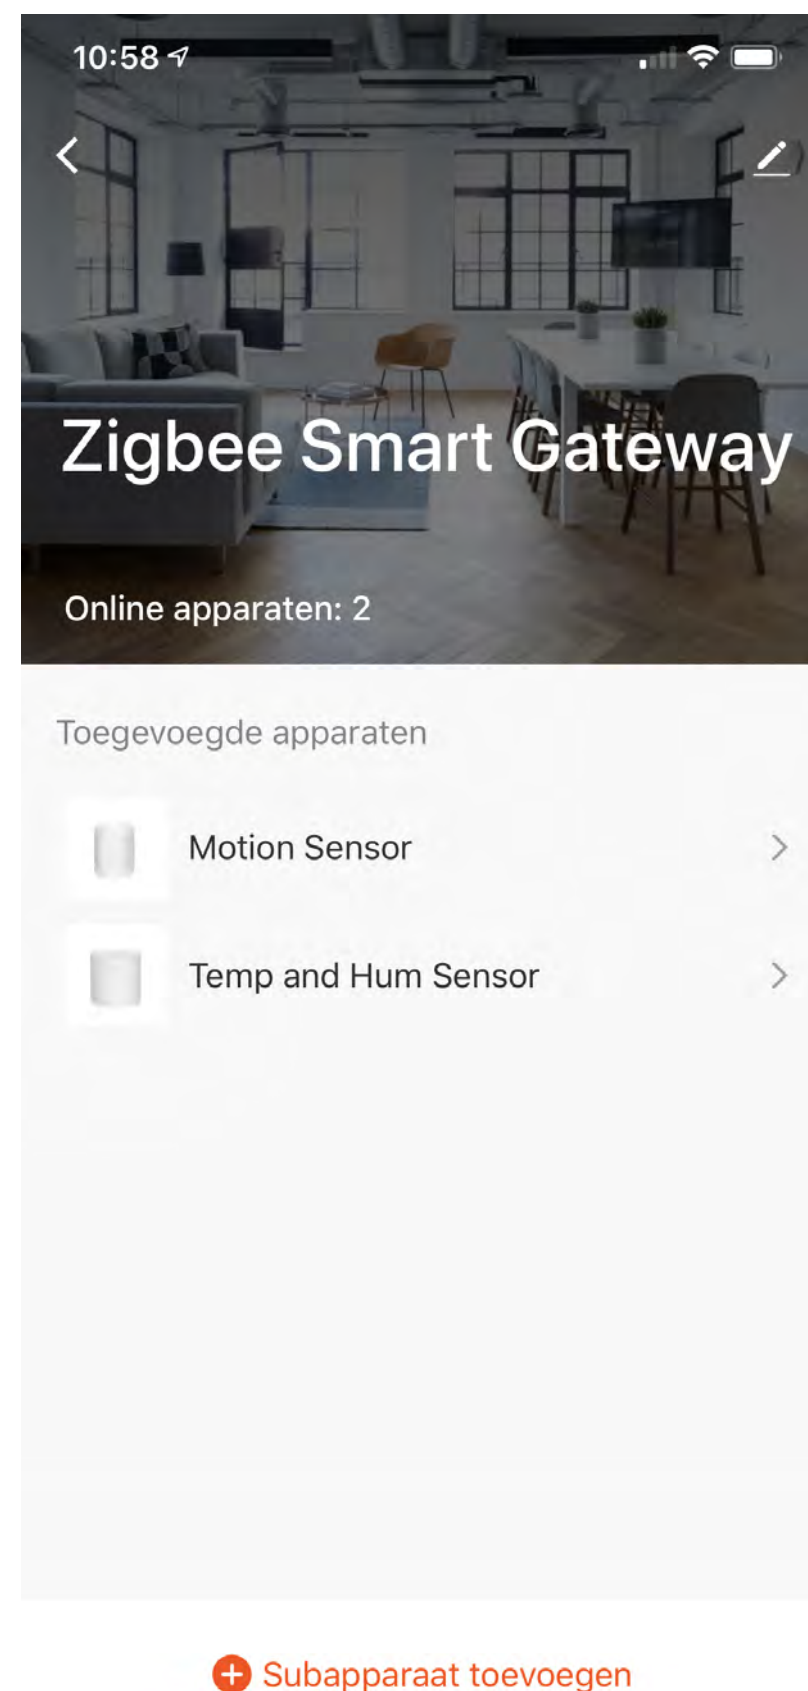 10:58
Zigbee Smart Gateway
Online apparaten: 2
Toegevoegde apparaten
Motion Sensor
Temp and Hum Sensor
Subapparaat toevoegen